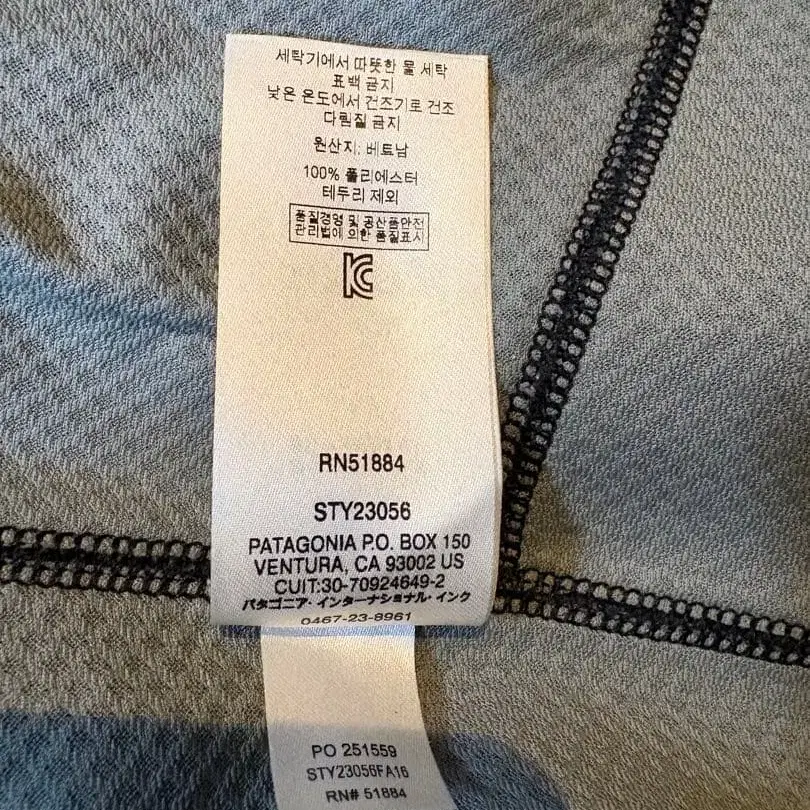 세탁기에서 따뜻한 물 세탁
표백 금지
낮은 온도에서 건조기로 건조
다림질 금지
원산지: 베트남
100% 폴리에스터
테두리 제외
품질경영 및 공산품안전
관리법에 의한 품질표시
RN51884
STY23056
PATAGONIA P.O. BOX 150
VENTURA, CA 93002 US
CUIT:30-70924649-2
パタゴニア・インターナショナル・インク
0467-23-8961
PO 251559
STY23056FA16
RN# 51884